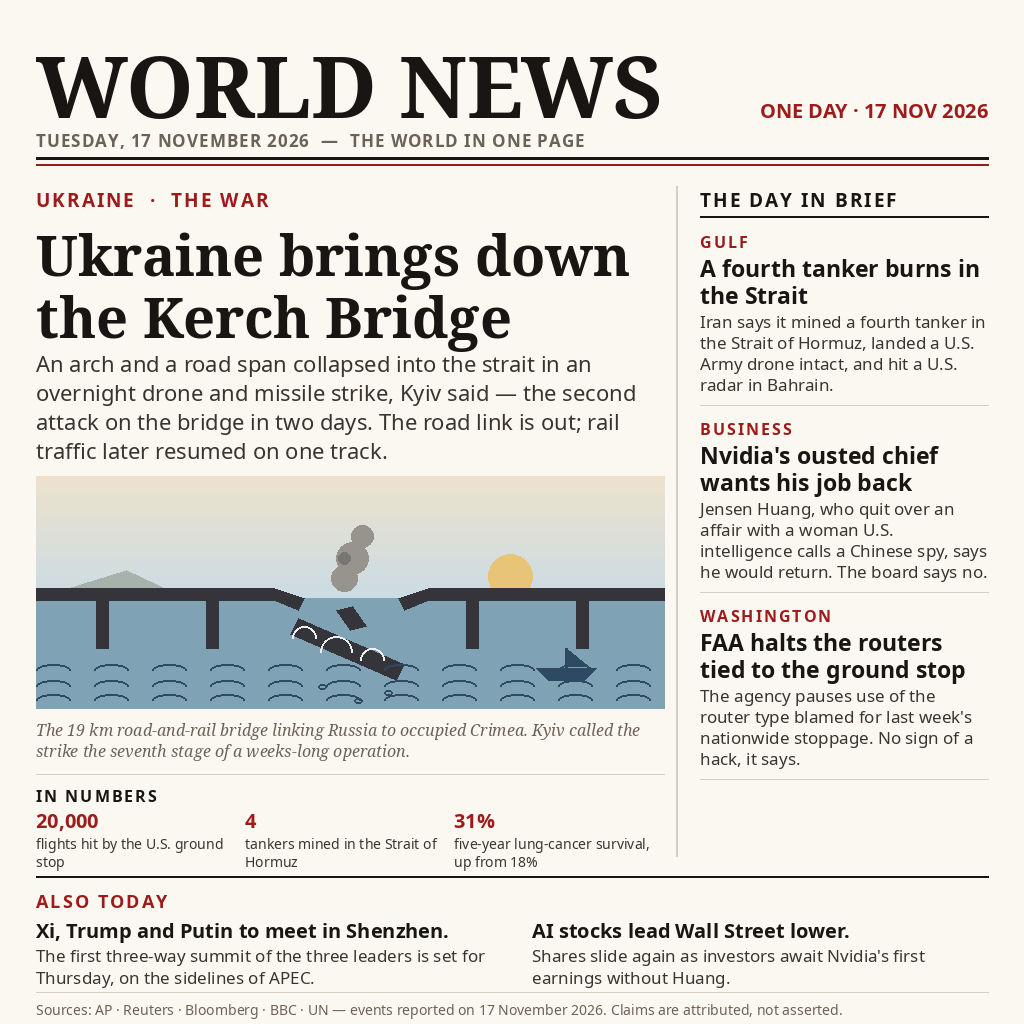 WORLD NEWS
ONE DAY · 17 NOV 2026
TUESDAY, 17 NOVEMBER 2026 — THE WORLD IN ONE PAGE
UKRAINE · THE WAR
Ukraine brings down
the Kerch Bridge
An arch and a road span collapsed into the strait in an
overnight drone and missile strike, Kyiv said — the second
attack on the bridge in two days. The road link is out; rail
traffic later resumed on one track.
The 19 km road-and-rail bridge linking Russia to occupied Crimea. Kyiv called the
strike the seventh stage of a weeks-long operation.
IN NUMBERS
20,000
flights hit by the U.S. ground
stop
4
tankers mined in the Strait of
Hormuz
31%
five-year lung-cancer survival,
up from 18%
THE DAY IN BRIEF
GULF
A fourth tanker burns in
the Strait
Iran says it mined a fourth tanker in
the Strait of Hormuz, landed a U.S.
Army drone intact, and hit a U.S.
radar in Bahrain.
BUSINESS
Nvidia's ousted chief
wants his job back
Jensen Huang, who quit over an
affair with a woman U.S.
intelligence calls a Chinese spy, says
he would return. The board says no.
WASHINGTON
FAA halts the routers
tied to the ground stop
The agency pauses use of the
router type blamed for last week's
nationwide stoppage. No sign of a
hack, it says.
ALSO TODAY
Xi, Trump and Putin to meet in Shenzhen.
The first three-way summit of the three leaders is set for
Thursday, on the sidelines of APEC.
AI stocks lead Wall Street lower.
Shares slide again as investors await Nvidia's first
earnings without Huang.
Sources: AP · Reuters · Bloomberg · BBC · UN — events reported on 17 November 2026. Claims are attributed, not asserted.